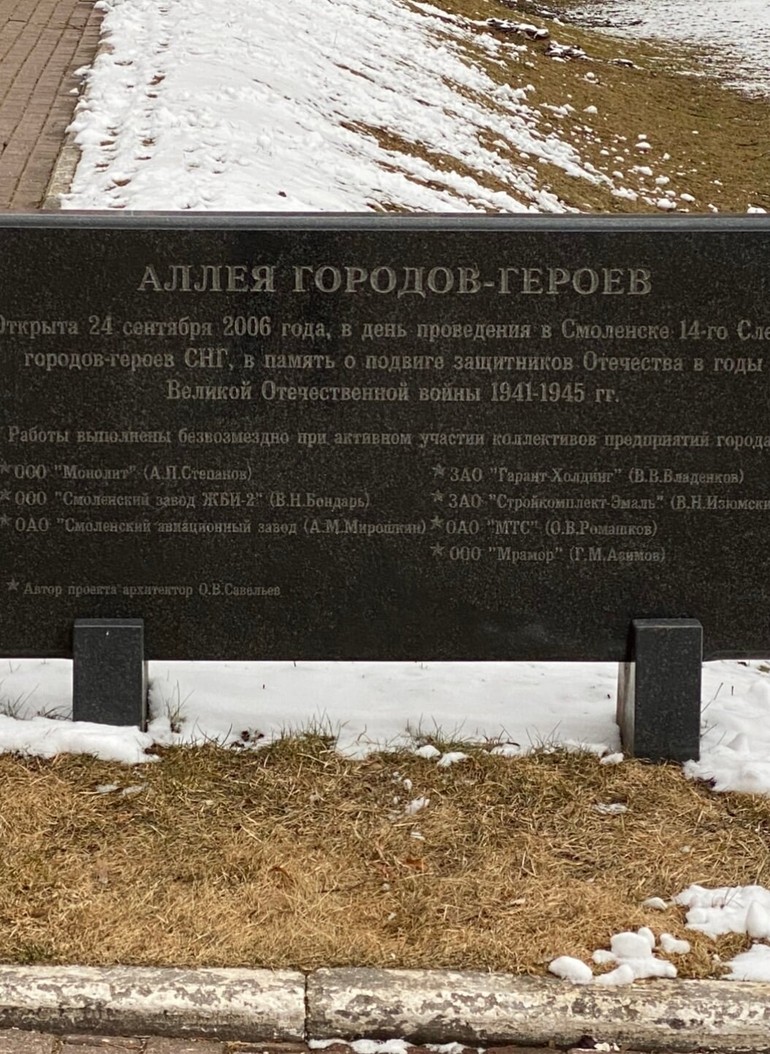 АЛЛЕЯ ГОРОДОВ-ГЕРОЕВ
Открыта 24 сентября 2006 года, в день проведения в Смоленске 14-го
городов-героев СНГ, в память о подвиге защитников Отечества в годы
Великой Отечественной войны 1941-1945 гг.
Работы выполнены безвозмездно при активном участии коллективов предприятий города
ООО "Монолит" (А.П.Степанов)
ООО "Смоленский завод ЖБИ-2" (В.Н.Бондарь)
ОАО "Смоленский авиационный завод (А.М.Мирошкин)
ЗАО "Гарант-Холдинг" (В.В.Владенков)
ЗАО "Стройкомплект-Эмаль"
ОАО "МТС" (О.В.Ромашков)
ООО "Мрамор" (Г.М.Азимов)
Автор проекта архитектор О.В.Савельев